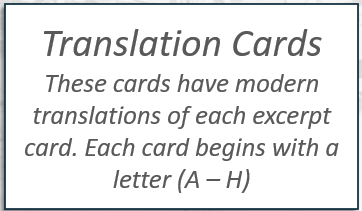 Translation Cards
These cards have modern
translations of each excerpt
card. Each card begins with a
letter (A – H)